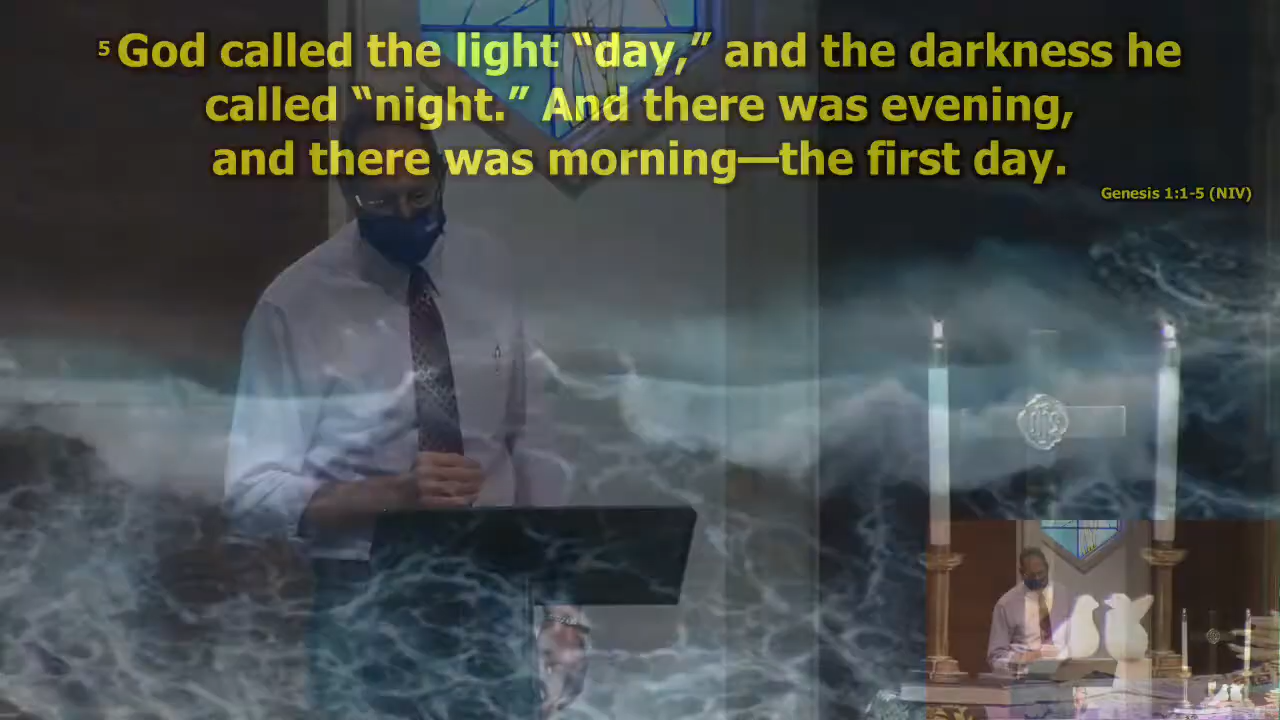 5 God called the light “day,” and the darkness he
called “night.” And there was evening,
and there was morning—the first day.
Genesis 1:1-5 (NIV)
IHS